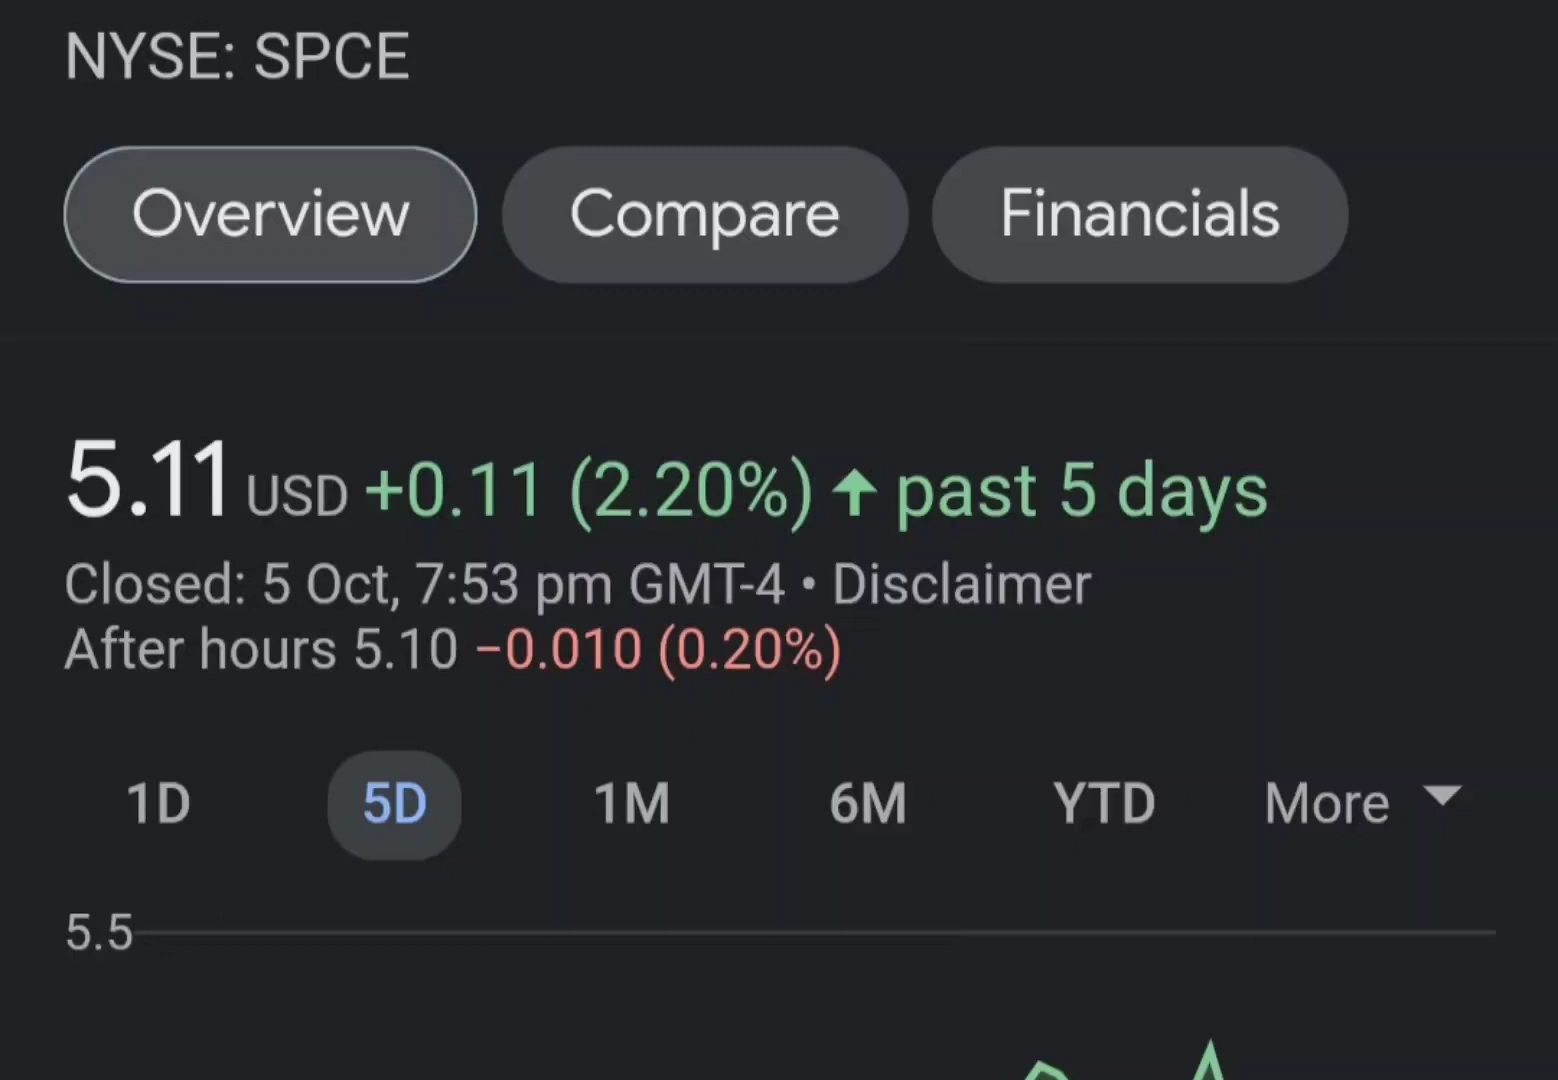 NYSE: SPCE
Overview Compare Financials
5.11 USD +0.11 (2.20%) ↑ past 5 days
Closed: 5 Oct, 7:53 pm GMT-4 • Disclaimer
After hours 5.10 −0.010 (0.20%)
1D 5D 1M 6M YTD More
5.5